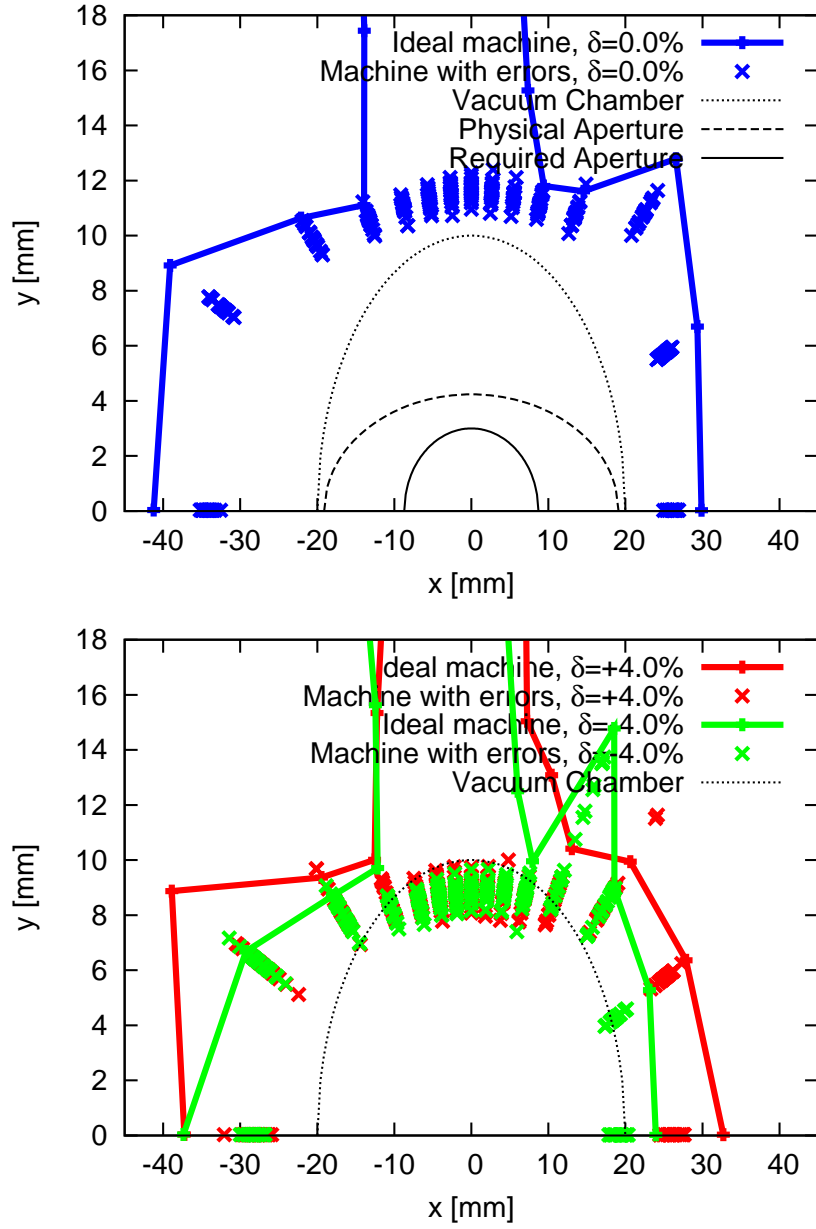 18
16
14
12
10
8
6
4
2
0
y [mm]
Ideal machine, δ=0.0%
Machine with errors, δ=0.0%
Vacuum Chamber
Physical Aperture
Required Aperture
-40 -30 -20 -10 0 10 20 30 40
x [mm]
18
16
14
12
10
8
6
4
2
0
y [mm]
Ideal machine, δ=+4.0%
Machine with errors, δ=+4.0%
Ideal machine, δ=-4.0%
Machine with errors, δ=-4.0%
Vacuum Chamber
-40 -30 -20 -10 0 10 20 30 40
x [mm]